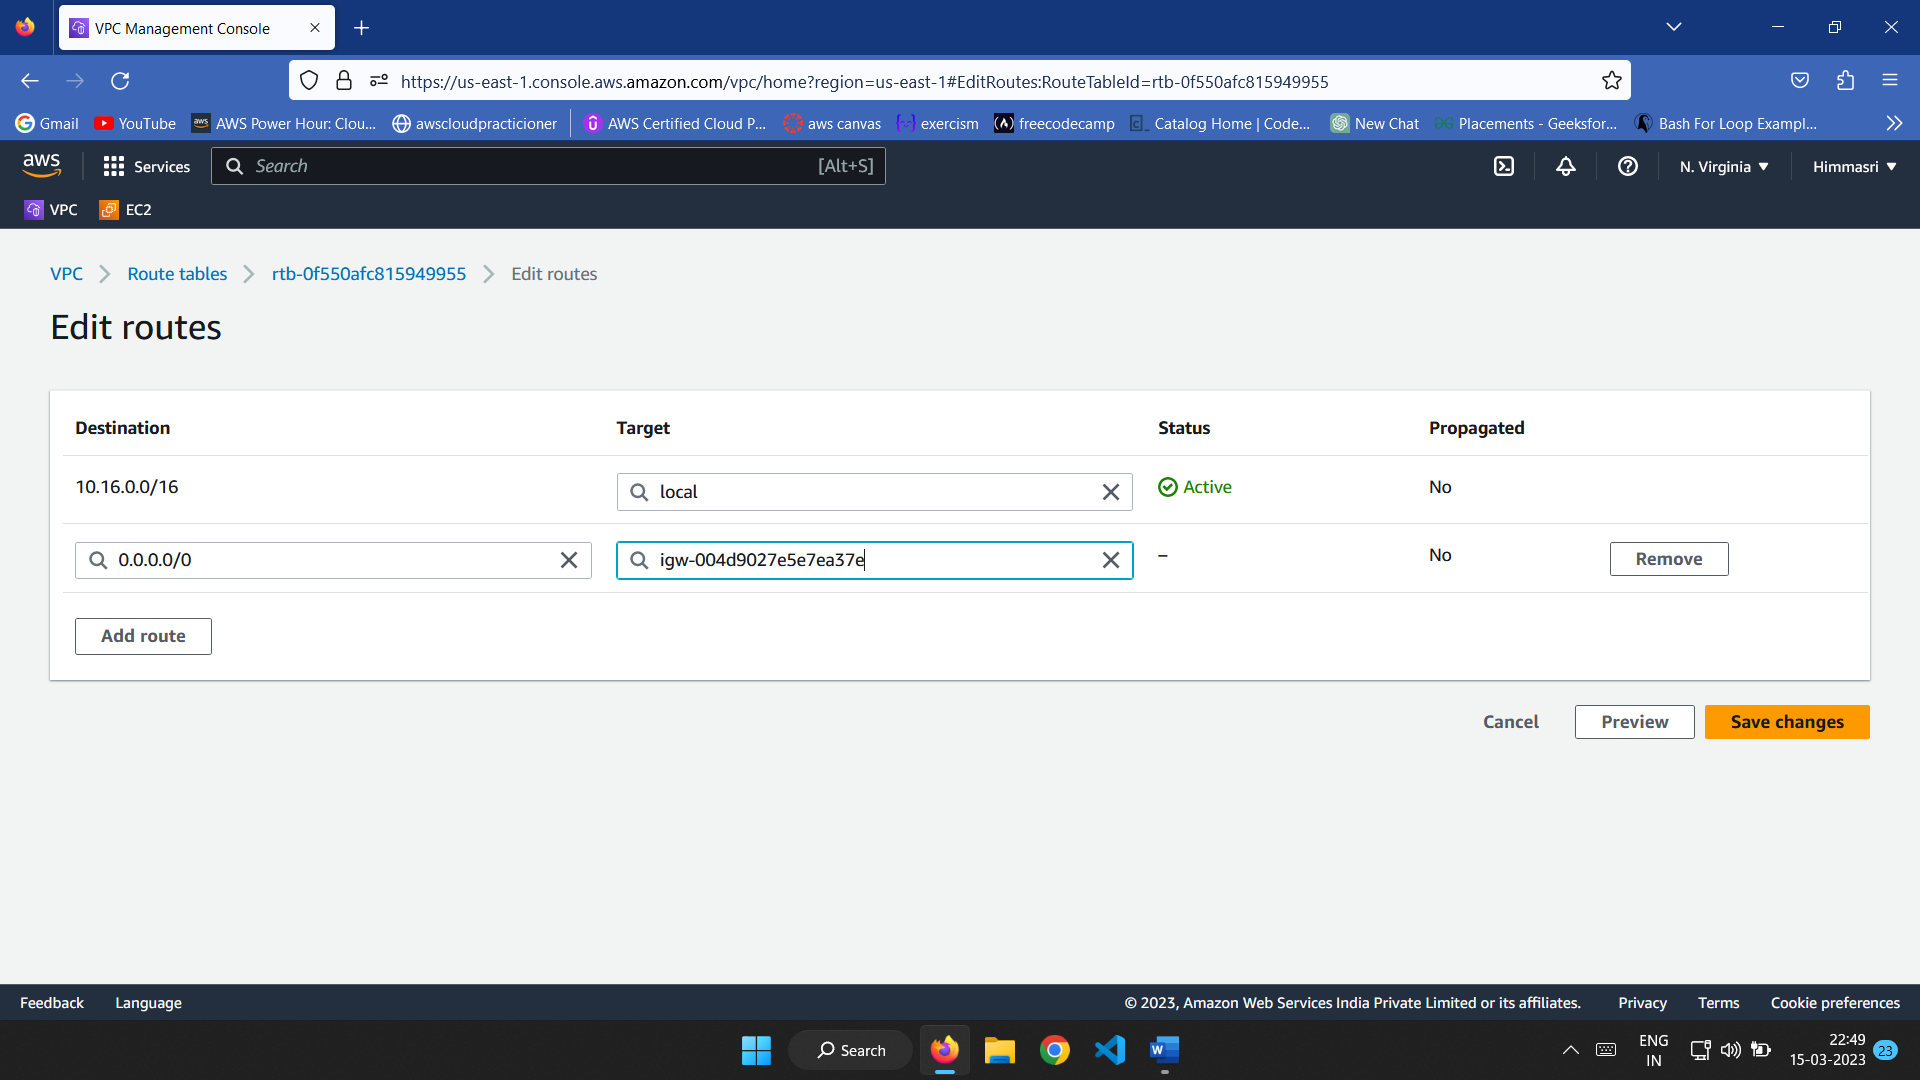 VPC Management Console
https://us-east-1.console.aws.amazon.com/vpc/home?region=us-east-1#EditRoutes:RouteTableId=rtb-0f550afc815949955
Gmail YouTube AWS Power Hour: Clou... awscloudpracticioner AWS Certified Cloud P... aws canvas exercism freecodecamp Catalog Home | Code... New Chat Placements - Geeksfor... Bash For Loop Exampl...
aws Services Search [Alt+S] N. Virginia Himmasri
VPC EC2
VPC Route tables rtb-0f550afc815949955 Edit routes
Edit routes
Destination Target Status Propagated
10.16.0.0/16 local Active No
0.0.0.0/0 igw-004d9027e5e7ea37e – No Remove
Add route
Cancel Preview Save changes
Feedback Language © 2023, Amazon Web Services India Private Limited or its affiliates. Privacy Terms Cookie preferences
Search ENG IN 22:49 15-03-2023 23